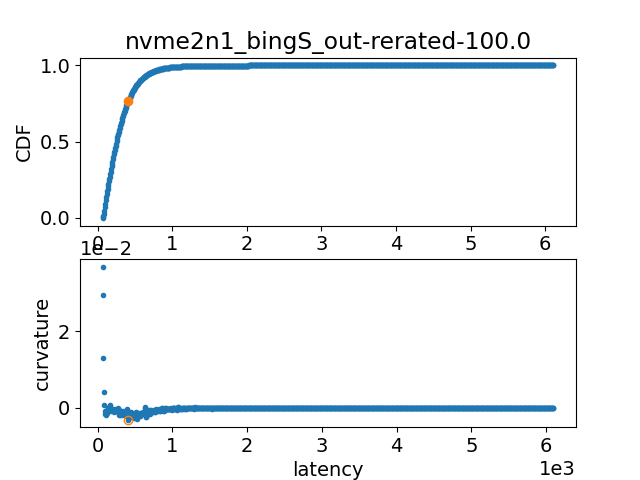 nvme2n1_bingS_out-rerated-100.0
1.0
0.5
0.0
CDF
0 1 2 3 4 5 6
1e−2
2
0
curvature
0 1 2 3 4 5 6
latency
1e3